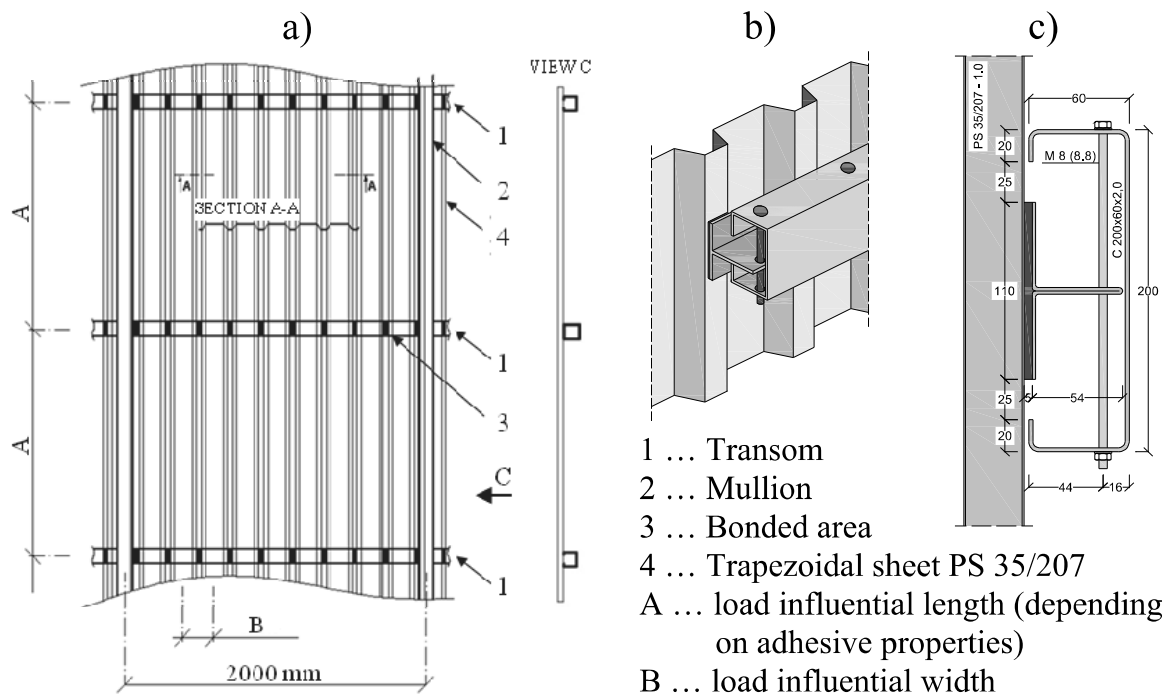 a)
b)
c)
VIEW C
1
2
4
1
3
C
1
A
A
A
A
SECTION A-A
B
2000 mm
PS 35/207 - 1.0
60
20
M 8 (8.8)
25
C 200x60x2,0
110
200
5
54
25
20
44
16
1 … Transom
2 … Mullion
3 … Bonded area
4 … Trapezoidal sheet PS 35/207
A … load influential length (depending
on adhesive properties)
B … load influential width